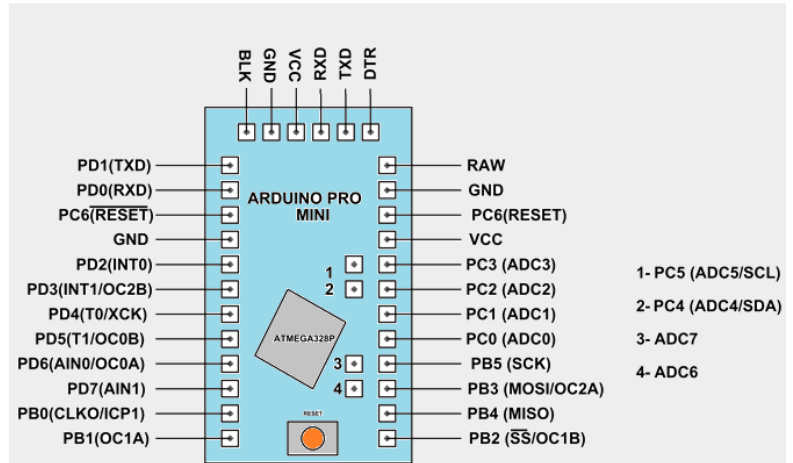 BLK
GND
VCC
RXD
TXD
DTR
PD1(TXD)
PD0(RXD)
PC6(RESET)
GND
PD2(INT0)
PD3(INT1/OC2B)
PD4(T0/XCK)
PD5(T1/OC0B)
PD6(AIN0/OC0A)
PD7(AIN1)
PB0(CLKO/ICP1)
PB1(OC1A)
ARDUINO PRO
MINI
1
2
ATMEGA328P
3
4
RESET
RAW
GND
PC6(RESET)
VCC
PC3 (ADC3)
PC2 (ADC2)
PC1 (ADC1)
PC0 (ADC0)
PB5 (SCK)
PB3 (MOSI/OC2A)
PB4 (MISO)
PB2 (SS/OC1B)
1- PC5 (ADC5/SCL)
2- PC4 (ADC4/SDA)
3- ADC7
4- ADC6